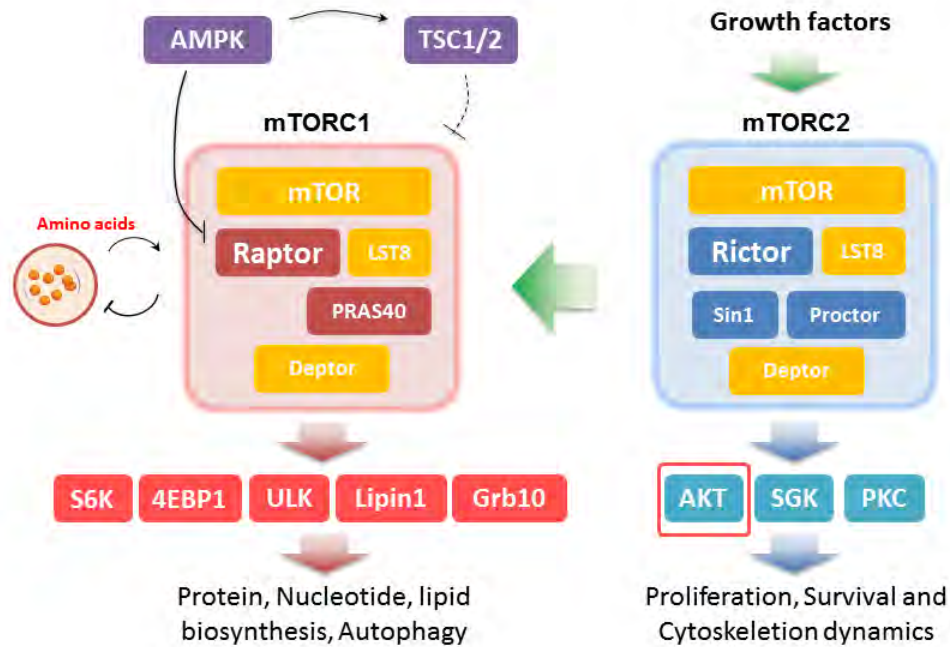 AMPK
TSC1/2
Growth factors
mTORC1
mTORC2
mTOR
mTOR
Amino acids
Raptor
LST8
Rictor
LST8
PRAS40
Sin1
Proctor
Deptor
Deptor
S6K
4EBP1
ULK
Lipin1
Grb10
AKT
SGK
PKC
Protein, Nucleotide, lipid
biosynthesis, Autophagy
Proliferation, Survival and
Cytoskeletion dynamics